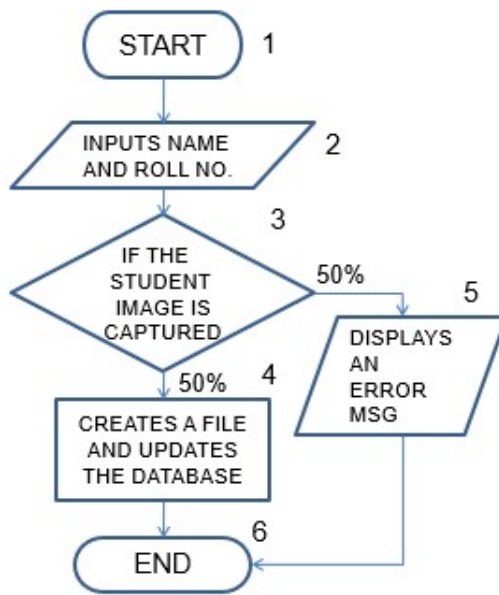 START
1
INPUTS NAME
AND ROLL NO.
2
3
IF THE
STUDENT
IMAGE IS
CAPTURED
50%
5
DISPLAYS
AN
ERROR
MSG
50%
4
CREATES A FILE
AND UPDATES
THE DATABASE
6
END